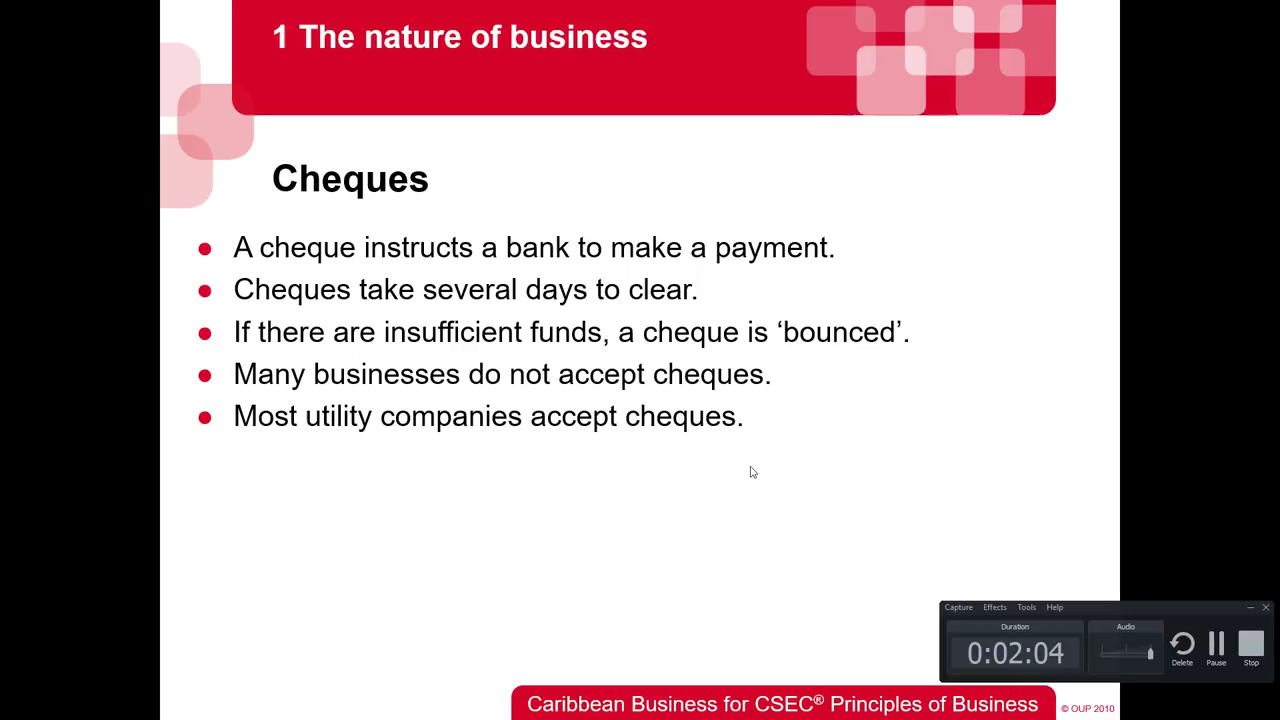 1 The nature of business
Cheques
● A cheque instructs a bank to make a payment.
● Cheques take several days to clear.
● If there are insufficient funds, a cheque is ‘bounced’.
● Many businesses do not accept cheques.
● Most utility companies accept cheques.
Capture Effects Tools Help
Duration Audio
0:02:04
Delete Pause Stop
Caribbean Business for CSEC® Principles of Business
© OUP 2010